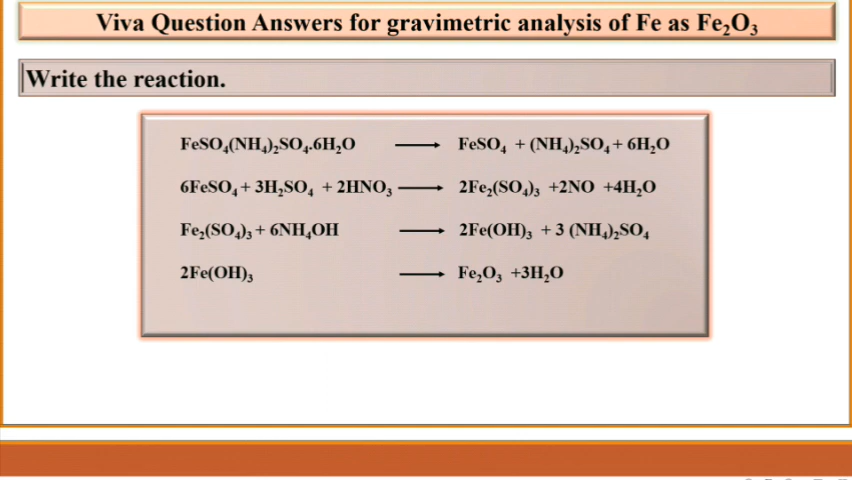 Viva Question Answers for gravimetric analysis of Fe as Fe₂O₃
Write the reaction.
FeSO₄(NH₄)₂SO₄.6H₂O ⟶ FeSO₄ + (NH₄)₂SO₄ + 6H₂O
6FeSO₄ + 3H₂SO₄ + 2HNO₃ ⟶ 2Fe₂(SO₄)₃ +2NO +4H₂O
Fe₂(SO₄)₃ + 6NH₄OH ⟶ 2Fe(OH)₃ + 3 (NH₄)₂SO₄
2Fe(OH)₃ ⟶ Fe₂O₃ +3H₂O